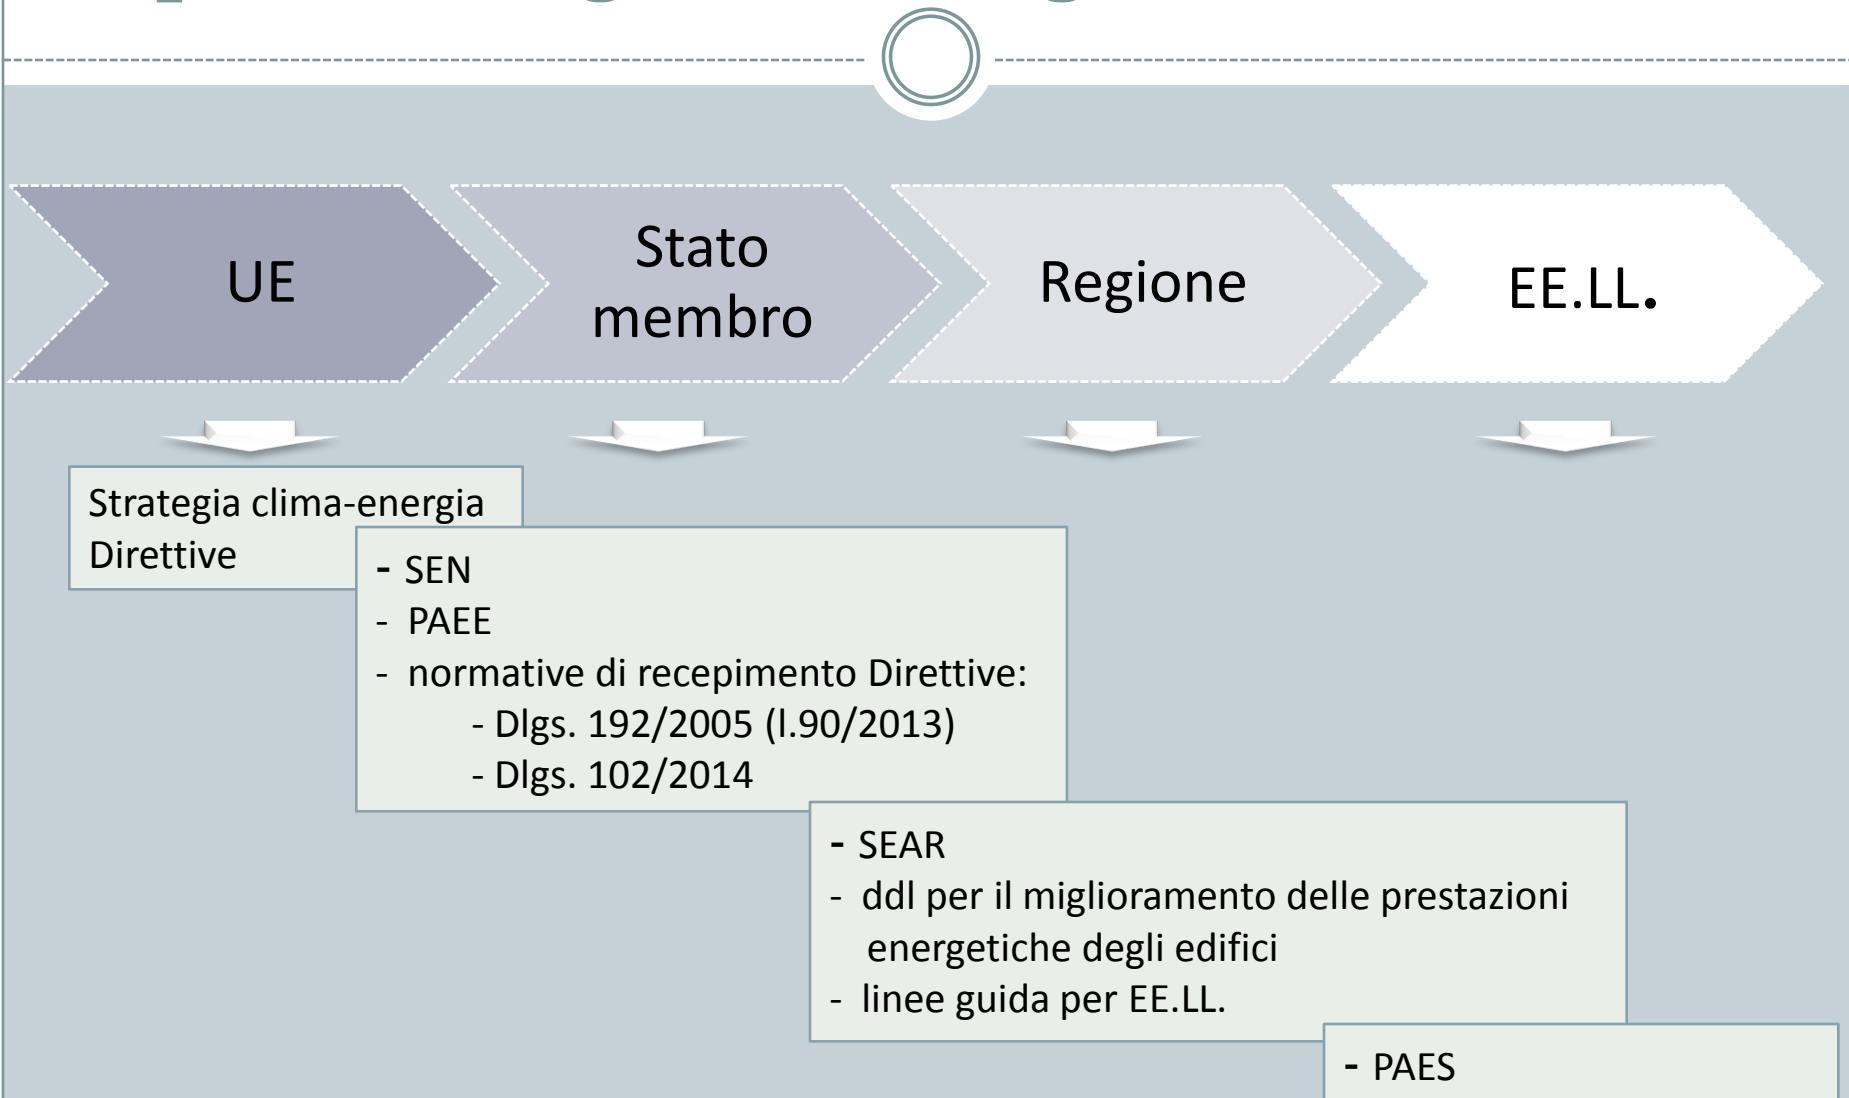 UE
Stato
membro
Regione
EE.LL.
Strategia clima-energia
Direttive
- SEN
- PAEE
- normative di recepimento Direttive:
- Dlgs. 192/2005 (l.90/2013)
- Dlgs. 102/2014
- SEAR
- ddl per il miglioramento delle prestazioni
energetiche degli edifici
- linee guida per EE.LL.
- PAES